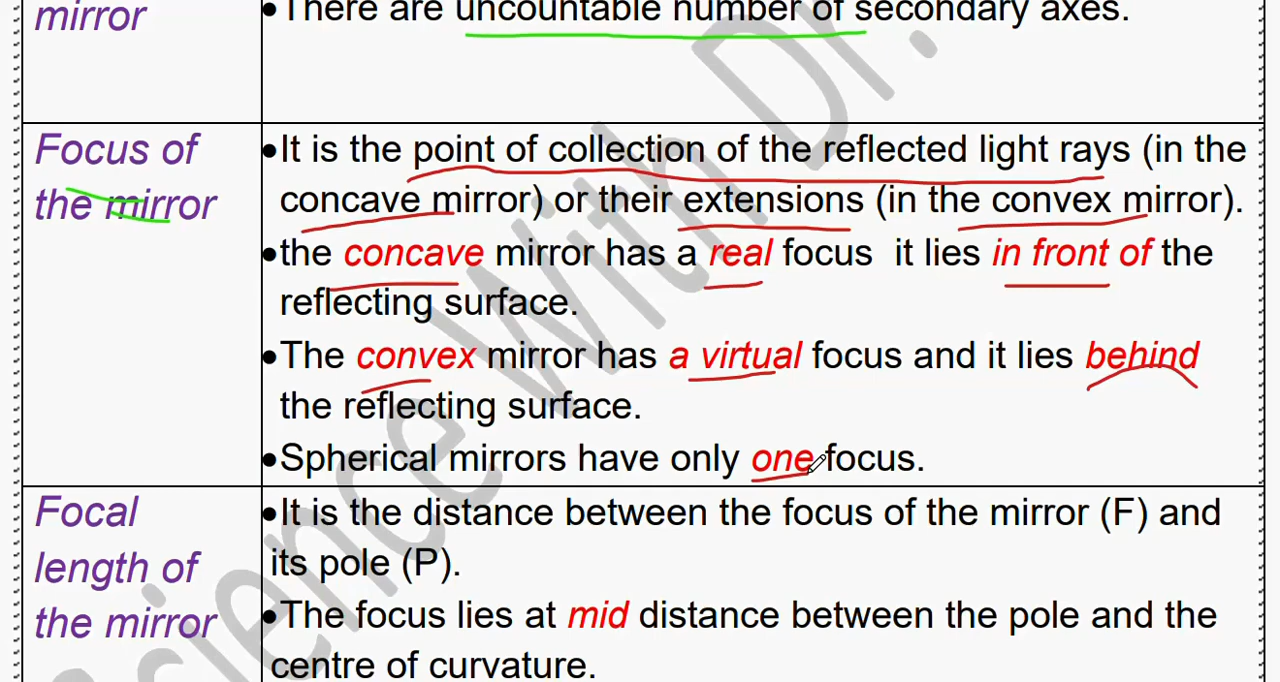 mirror
•There are uncountable number of secondary axes.
Focus of
the mirror
•It is the point of collection of the reflected light rays (in the
concave mirror) or their extensions (in the convex mirror).
•the concave mirror has a real focus it lies in front of the
reflecting surface.
•The convex mirror has a virtual focus and it lies behind
the reflecting surface.
•Spherical mirrors have only one focus.
Focal
length of
the mirror
•It is the distance between the focus of the mirror (F) and
its pole (P).
•The focus lies at mid distance between the pole and the
centre of curvature.
Science With Dr.